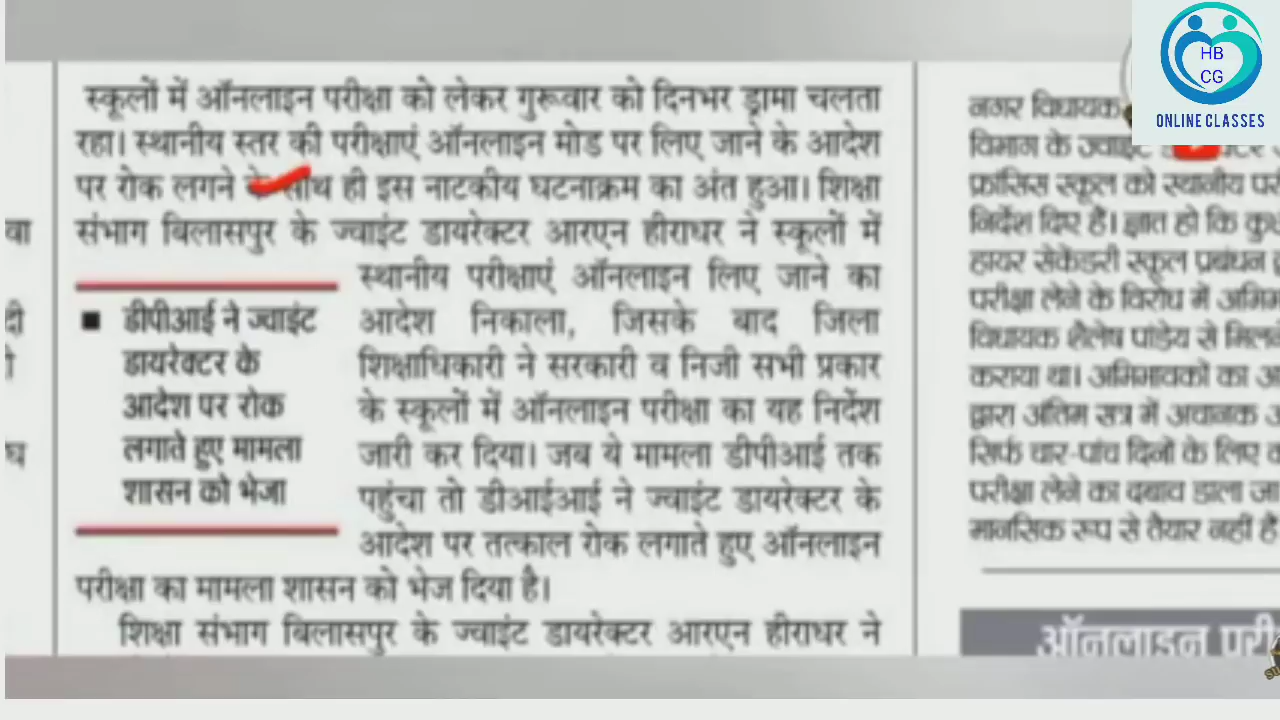 स्कूलों में ऑनलाइन परीक्षा को लेकर गुरूवार को दिनभर ड्रामा चलता
रहा। स्थानीय स्तर की परीक्षाएं ऑनलाइन मोड पर लिए जाने के आदेश
पर रोक लगने के साथ ही इस नाटकीय घटनाक्रम का अंत हुआ। शिक्षा
संभाग बिलासपुर के ज्वाइंट डायरेक्टर आरएन हीराधर ने स्कूलों में
स्थानीय परीक्षाएं ऑनलाइन लिए जाने का
आदेश निकाला, जिसके बाद जिला
शिक्षाधिकारी ने सरकारी व निजी सभी प्रकार
के स्कूलों में ऑनलाइन परीक्षा का यह निर्देश
जारी कर दिया। जब ये मामला डीपीआई तक
पहुंचा तो डीआईआई ने ज्वाइंट डायरेक्टर के
आदेश पर तत्काल रोक लगाते हुए ऑनलाइन
परीक्षा का मामला शासन को भेज दिया है।
शिक्षा संभाग बिलासपुर के ज्वाइंट डायरेक्टर आरएन हीराधर ने
■ डीपीआई ने ज्वाइंट
डायरेक्टर के
आदेश पर रोक
लगाते हुए मामला
शासन को भेजा
नगर विधायक
विभाग के ज्वाइंट
फ्रांसिस स्कूल को स्थानीय
निर्देश दिए हैं। ज्ञात हो कि
हायर सेकेंडरी स्कूल प्रबंधन
परीक्षा लेने के विरोध में
विधायक शैलेष पांडेय से
कराया था। अभिभावकों का
द्वारा अंतिम सत्र में अचानक
सिर्फ चार-पांच दिनों के लिए
परीक्षा लेने का दबाव डाला
मानसिक रूप से तैयार नहीं
ऑनलाइन
HB
CG
ONLINE CLASSES